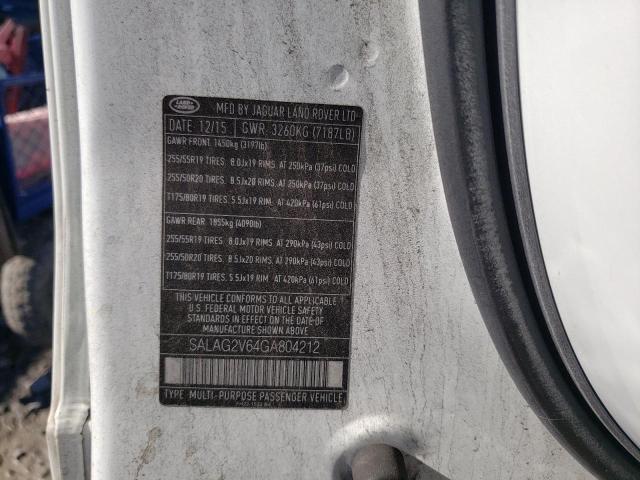 LAND ROVER
MFD BY JAGUAR LAND ROVER LTD
DATE 12/15 GWR. 3260KG (7187LB)
GAWR FRONT 1450kg (3197lb)
255/55R19 TIRES. 8.0Jx19 RIMS. AT 250kPa (37psi) COLD
255/50R20 TIRES. 8.5Jx20 RIMS. AT 250kPa (37psi) COLD
T175/80R19 TIRES. 5.5Jx19 RIM. AT 420kPa (61psi) COLD
GAWR REAR 1855kg (4090lb)
255/55R19 TIRES. 8.0Jx19 RIMS. AT 290kPa (43psi) COLD
255/50R20 TIRES. 8.5Jx20 RIMS. AT 290kPa (43psi) COLD
T175/80R19 TIRES. 5.5Jx19 RIM. AT 420kPa (61psi) COLD
THIS VEHICLE CONFORMS TO ALL APPLICABLE
U.S. FEDERAL MOTOR VEHICLE SAFETY
STANDARDS IN EFFECT ON THE DATE OF
MANUFACTURE SHOWN ABOVE
SALAG2V64GA804212
TYPE: MULTI-PURPOSE PASSENGER VEHICLE